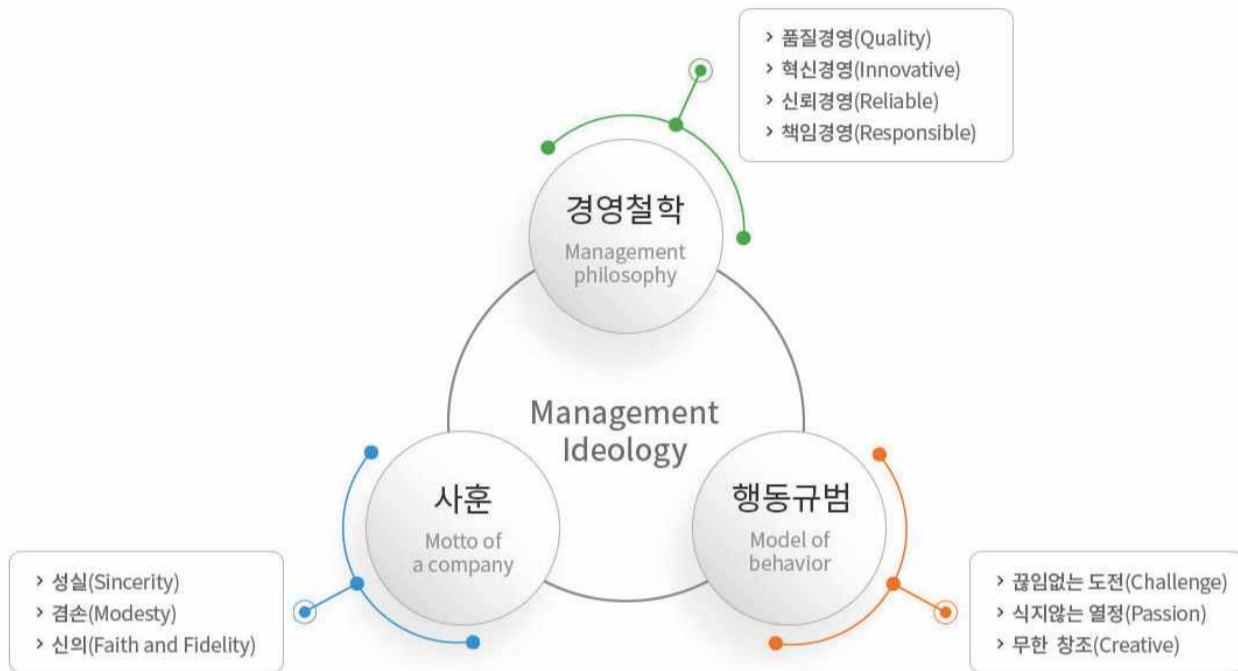 > 품질경영(Quality)
> 혁신경영(Innovative)
> 신뢰경영(Reliable)
> 책임경영(Responsible)
경영철학
Management
philosophy
Management
Ideology
사훈
Motto of
a company
> 성실(Sincerity)
> 겸손(Modesty)
> 신의(Faith and Fidelity)
행동규범
Model of
behavior
> 끊임없는 도전(Challenge)
> 식지않는 열정(Passion)
> 무한 창조(Creative)